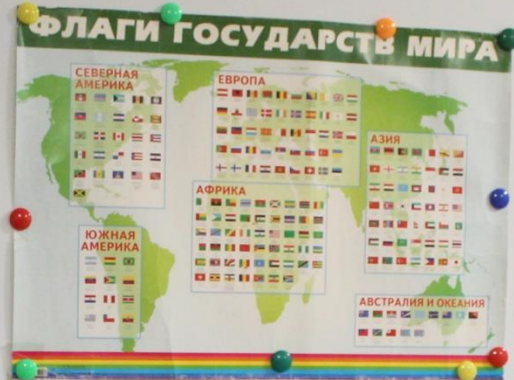 ФЛАГИ ГОСУДАРСТВ МИРА
СЕВЕРНАЯ
АМЕРИКА
ЕВРОПА
АЗИЯ
АФРИКА
ЮЖНАЯ
АМЕРИКА
АВСТРАЛИЯ И ОКЕАНИЯ